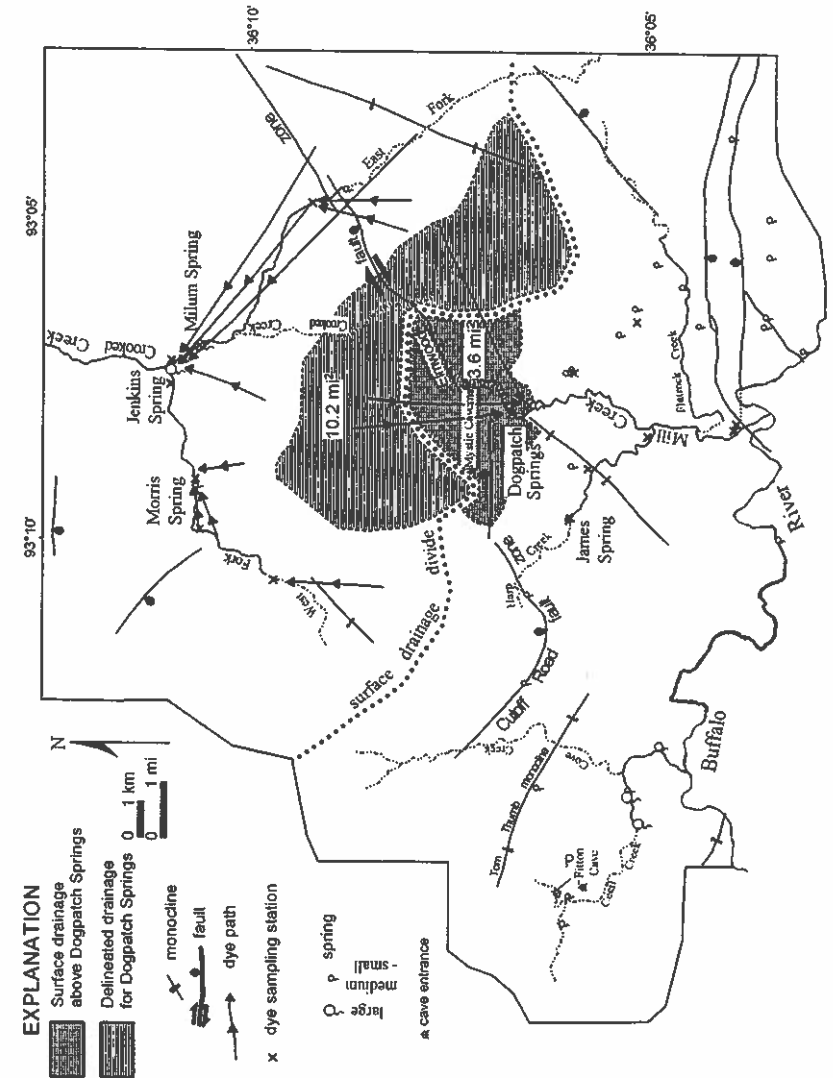 EXPLANATION
Surface drainage
above Dogpatch Springs
Delineated drainage
for Dogpatch Springs
monocline
fault
dye path
x dye sampling station
large
medium
- small
spring
cave entrance
N
0 1 km
0 1 mi
93°10'
93°05'
36°10'
36°05'
Crooked
Creek
Jenkins
Spring
Milum Spring
Morris
Spring
West
Fork
zone
fault
East
Fork
Crooked
Creek
10.2 mi²
3.6 mi²
Elmwood
Mystic Caverns
Dogpatch
Springs
surface
drainage
divide
Harp
Creek
zone
fault
Road
Cutoff
James
Spring
Mill
Creek
Flatrock
Creek
River
Buffalo
Tom
Thumb
monocline
Cove
Creek
Fitton
Cave
Cecil
Creek